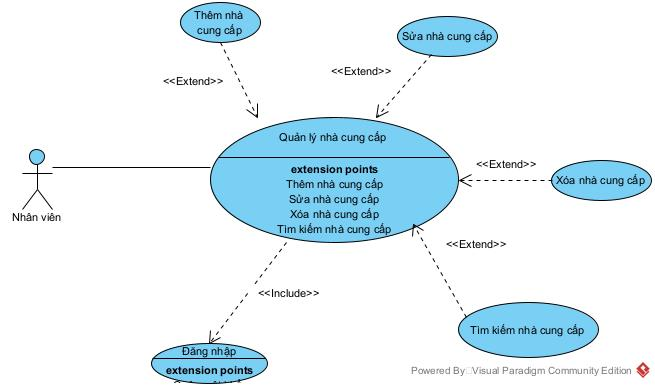 Thêm nhà
cung cấp
Sửa nhà cung cấp
<<Extend>>
<<Extend>>
Quản lý nhà cung cấp
extension points
Thêm nhà cung cấp
Sửa nhà cung cấp
Xóa nhà cung cấp
Tìm kiếm nhà cung cấp
<<Extend>>
Xóa nhà cung cấp
Nhân viên
<<Extend>>
<<Include>>
Tìm kiếm nhà cung cấp
Đăng nhập
extension points
Powered By Visual Paradigm Community Edition